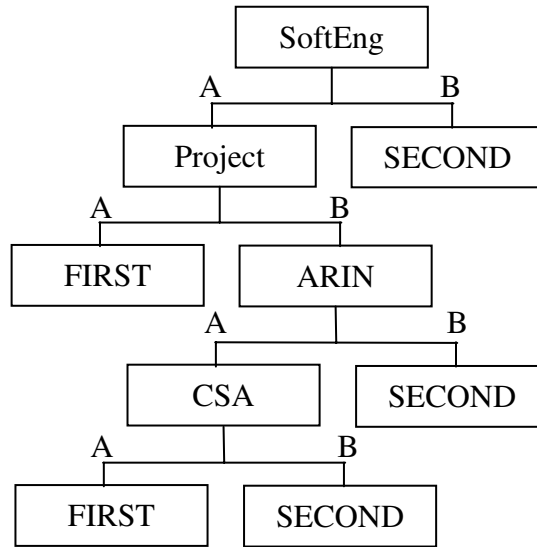 SoftEng
A B
Project SECOND
A B
FIRST ARIN
A B
CSA SECOND
A B
FIRST SECOND